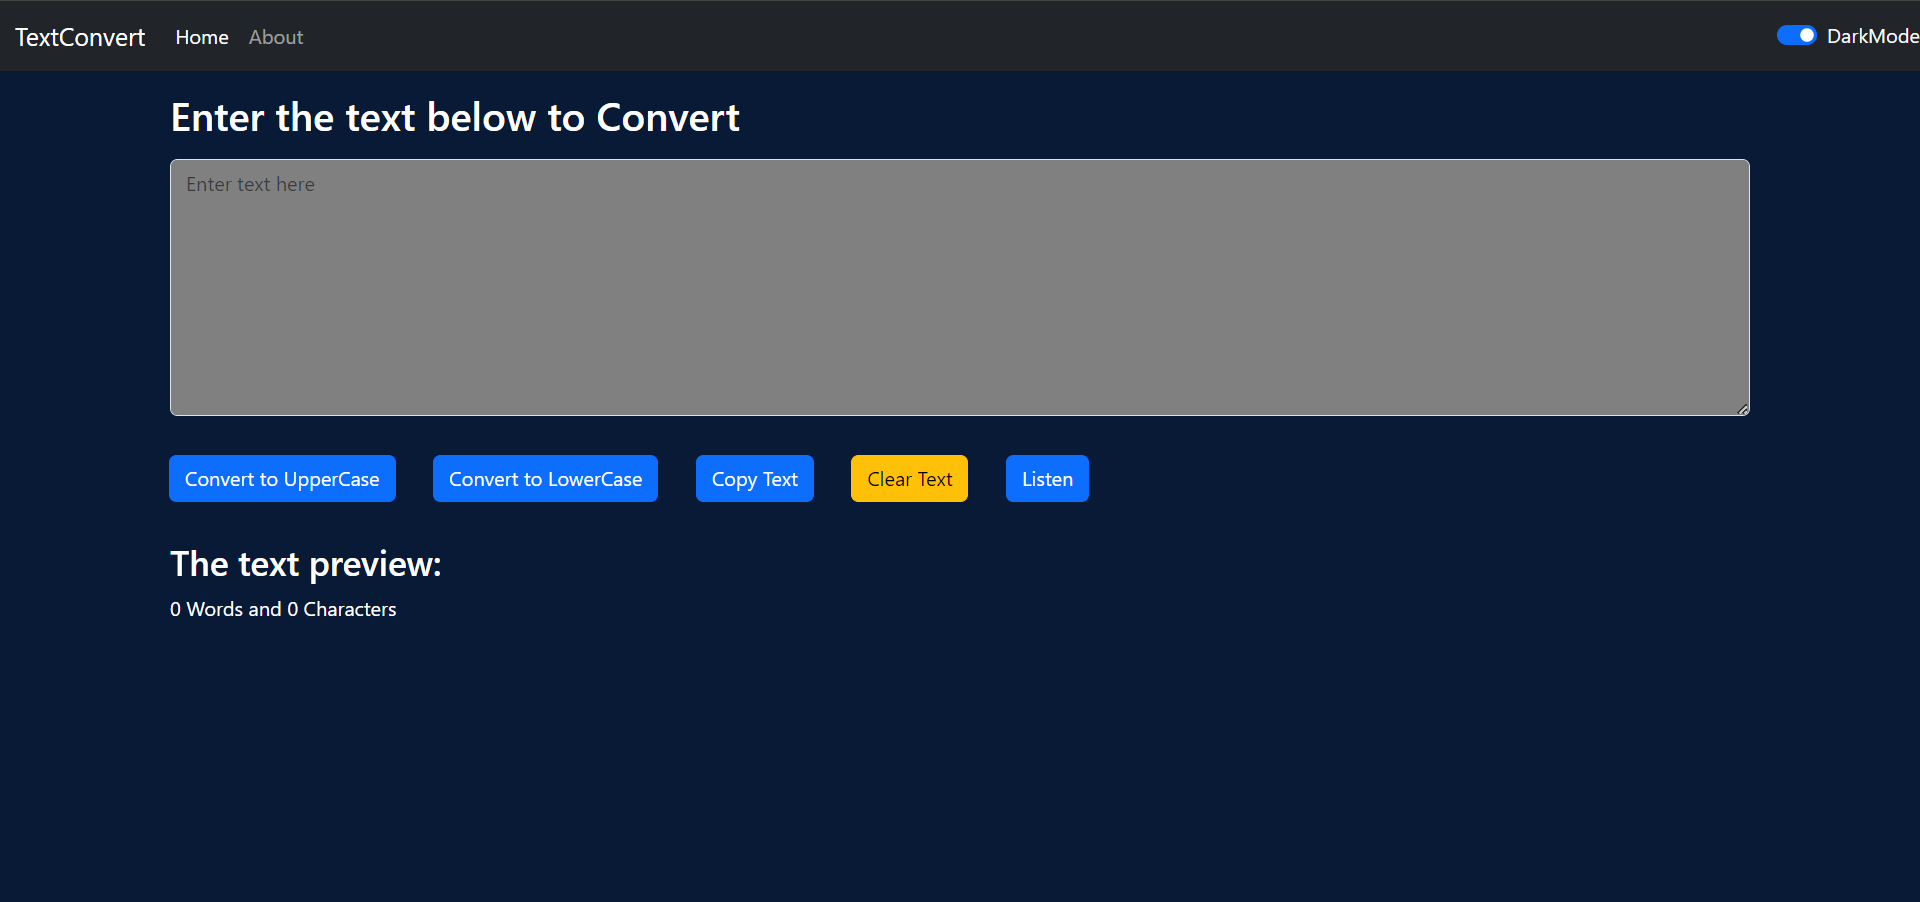 TextConvert Home About DarkMode
Enter the text below to Convert
Enter text here
Convert to UpperCase Convert to LowerCase Copy Text Clear Text Listen
The text preview:
0 Words and 0 Characters